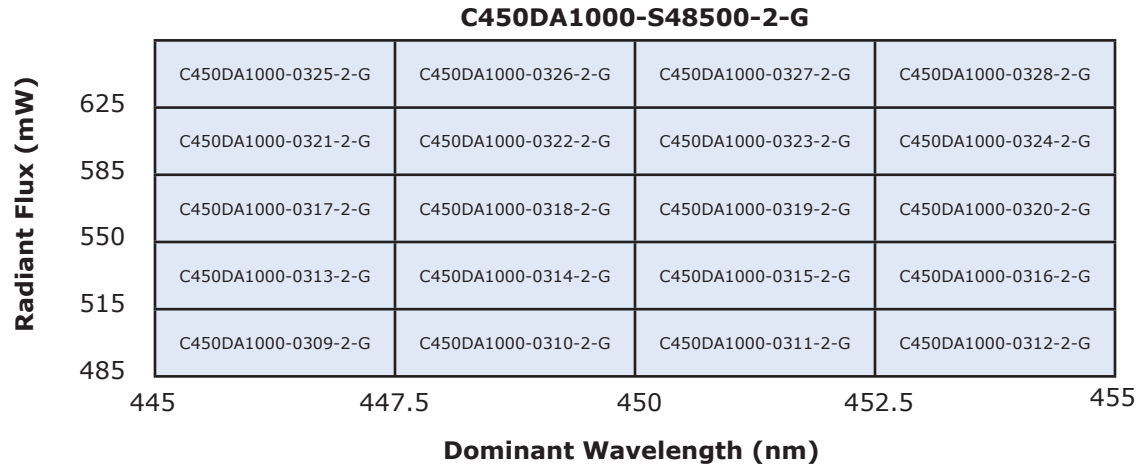 C450DA1000-S48500-2-G
C450DA1000-0325-2-G C450DA1000-0326-2-G C450DA1000-0327-2-G C450DA1000-0328-2-G
625
C450DA1000-0321-2-G C450DA1000-0322-2-G C450DA1000-0323-2-G C450DA1000-0324-2-G
585
C450DA1000-0317-2-G C450DA1000-0318-2-G C450DA1000-0319-2-G C450DA1000-0320-2-G
550
C450DA1000-0313-2-G C450DA1000-0314-2-G C450DA1000-0315-2-G C450DA1000-0316-2-G
515
C450DA1000-0309-2-G C450DA1000-0310-2-G C450DA1000-0311-2-G C450DA1000-0312-2-G
485
Radiant Flux (mW)
445 447.5 450 452.5 455
Dominant Wavelength (nm)